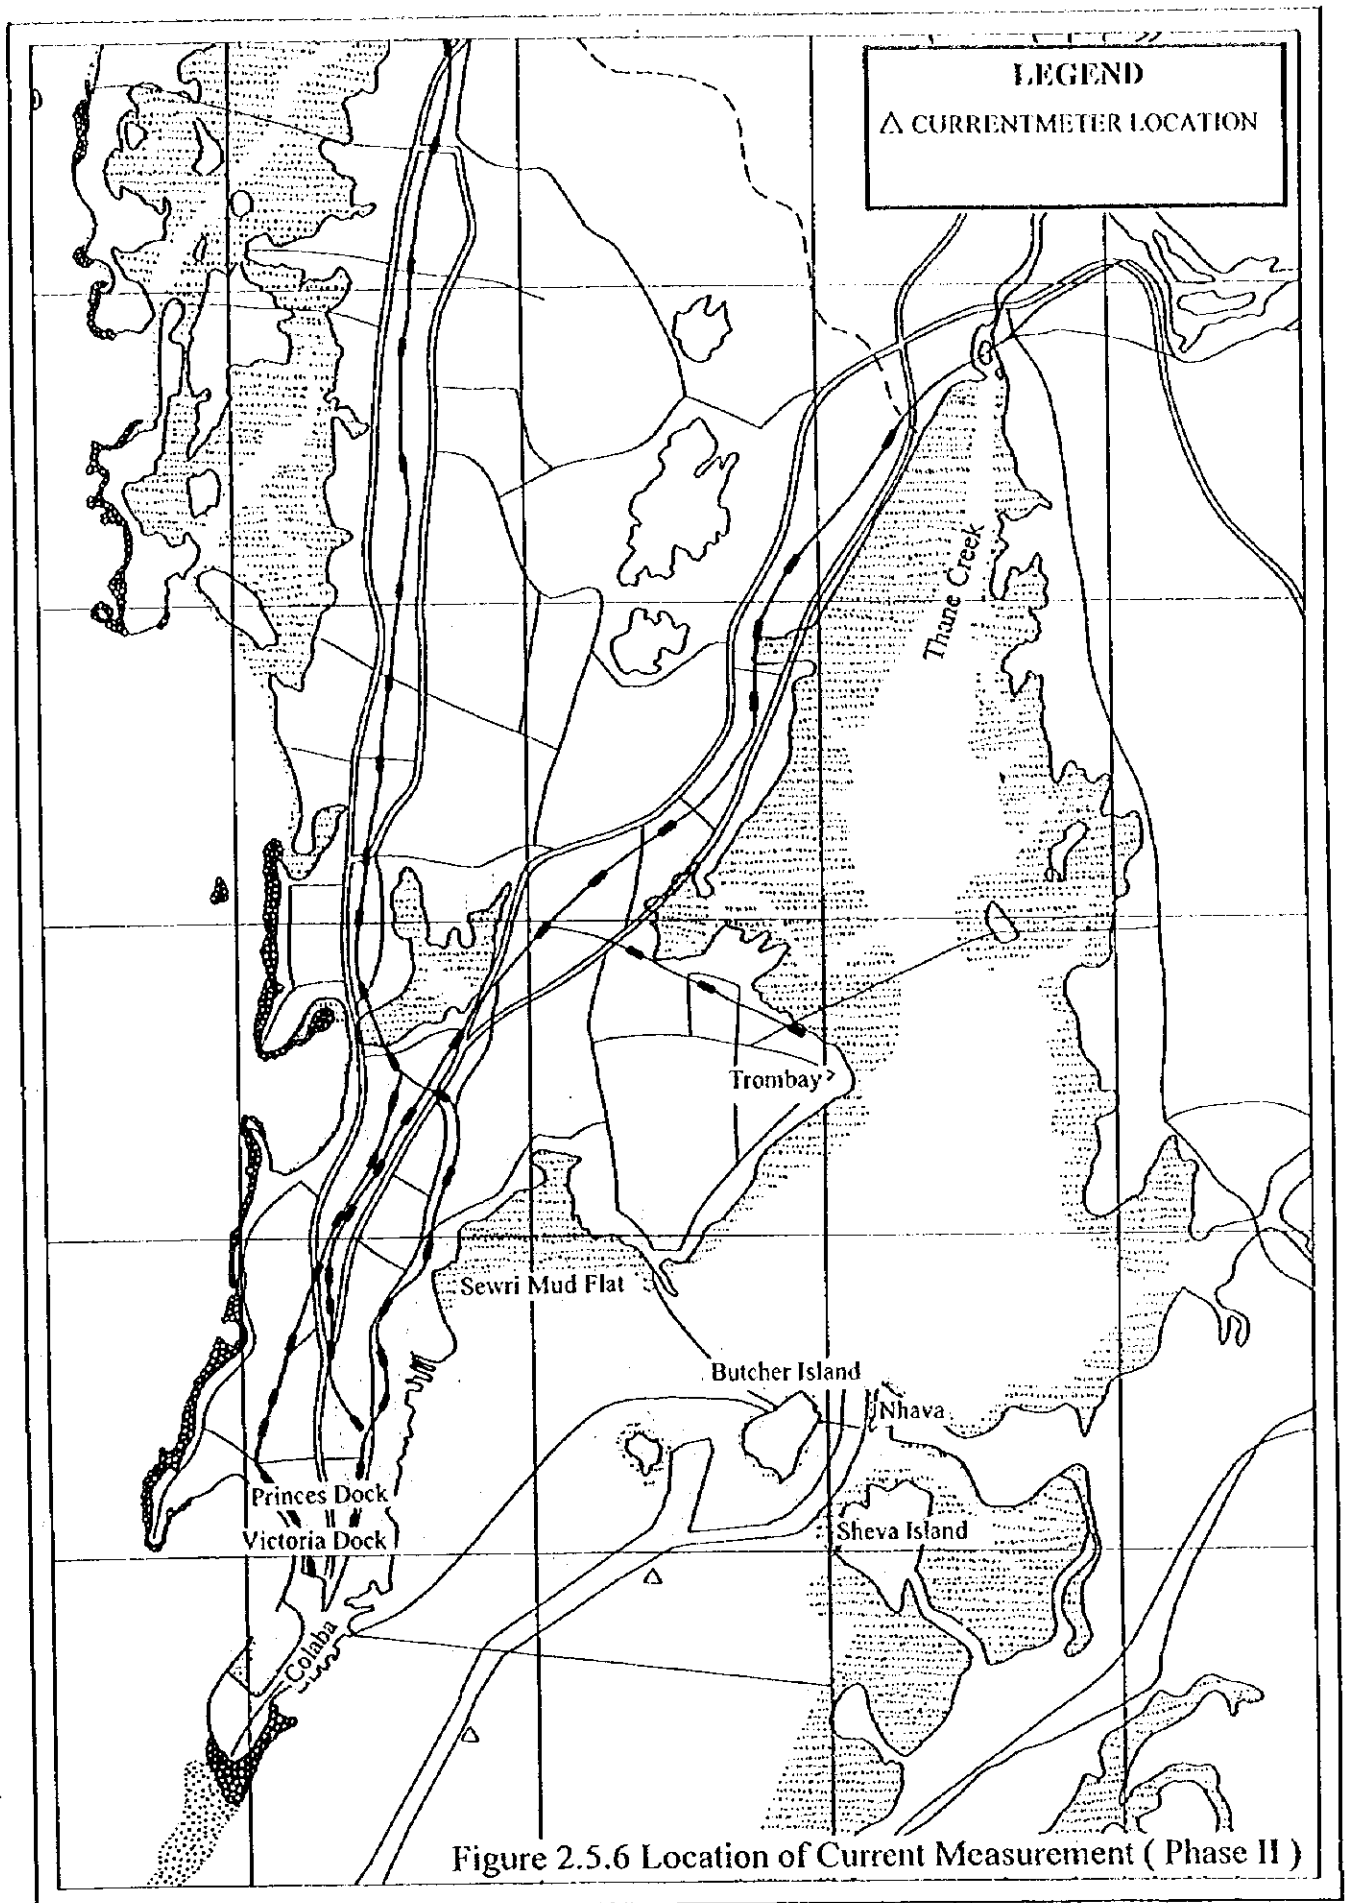 LEGEND
△ CURRENTMETER LOCATION
Thane Creek
Trombay
Sewri Mud Flat
Butcher Island
Nhava
Princes Dock
Sheva Island
Victoria Dock
Colaba
Figure 2.5.6 Location of Current Measurement ( Phase II )